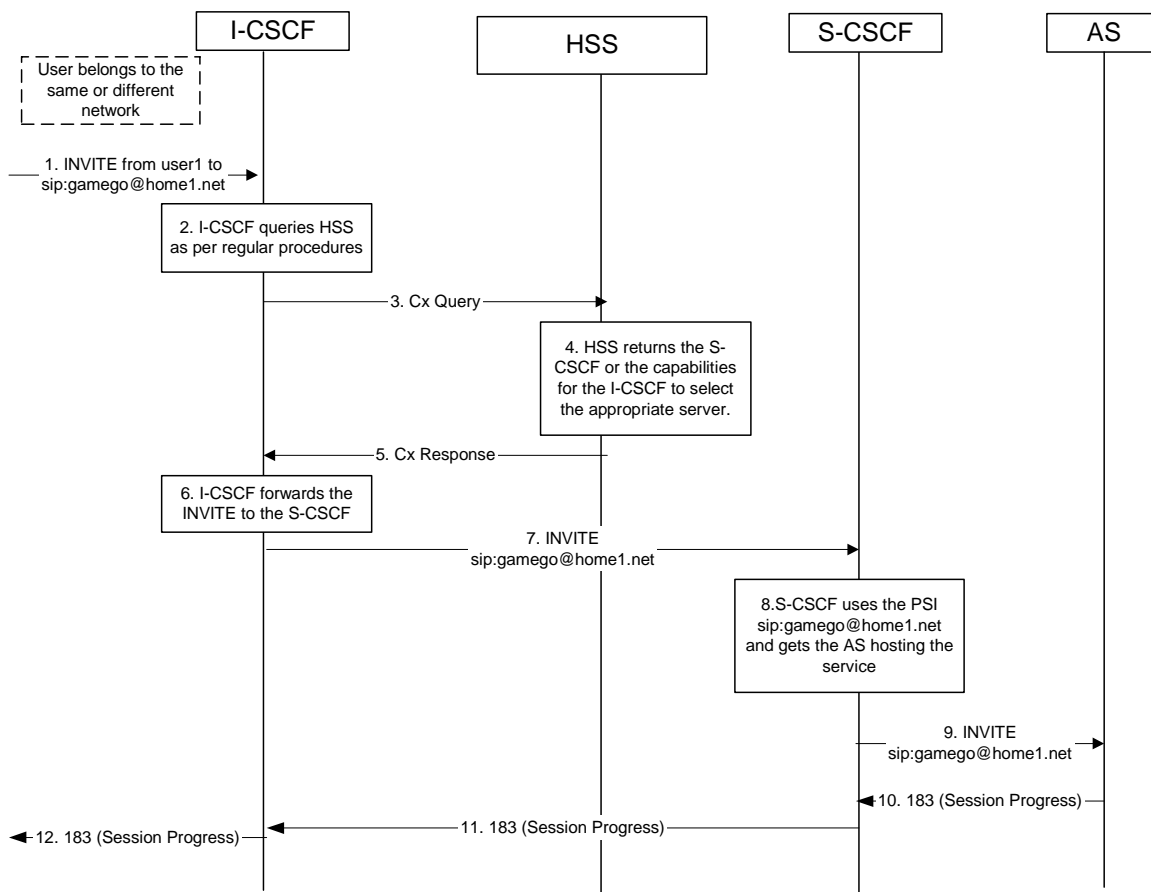 I-CSCF
HSS
S-CSCF
AS
User belongs to the
same or different
network
1. INVITE from user1 to
sip:gamego@home1.net
2. I-CSCF queries HSS
as per regular procedures
3. Cx Query
4. HSS returns the S-
CSCF or the capabilities
for the I-CSCF to select
the appropriate server.
5. Cx Response
6. I-CSCF forwards the
INVITE to the S-CSCF
7. INVITE
sip:gamego@home1.net
8.S-CSCF uses the PSI
sip:gamego@home1.net
and gets the AS hosting the
service
9. INVITE
sip:gamego@home1.net
10. 183 (Session Progress)
11. 183 (Session Progress)
12. 183 (Session Progress)